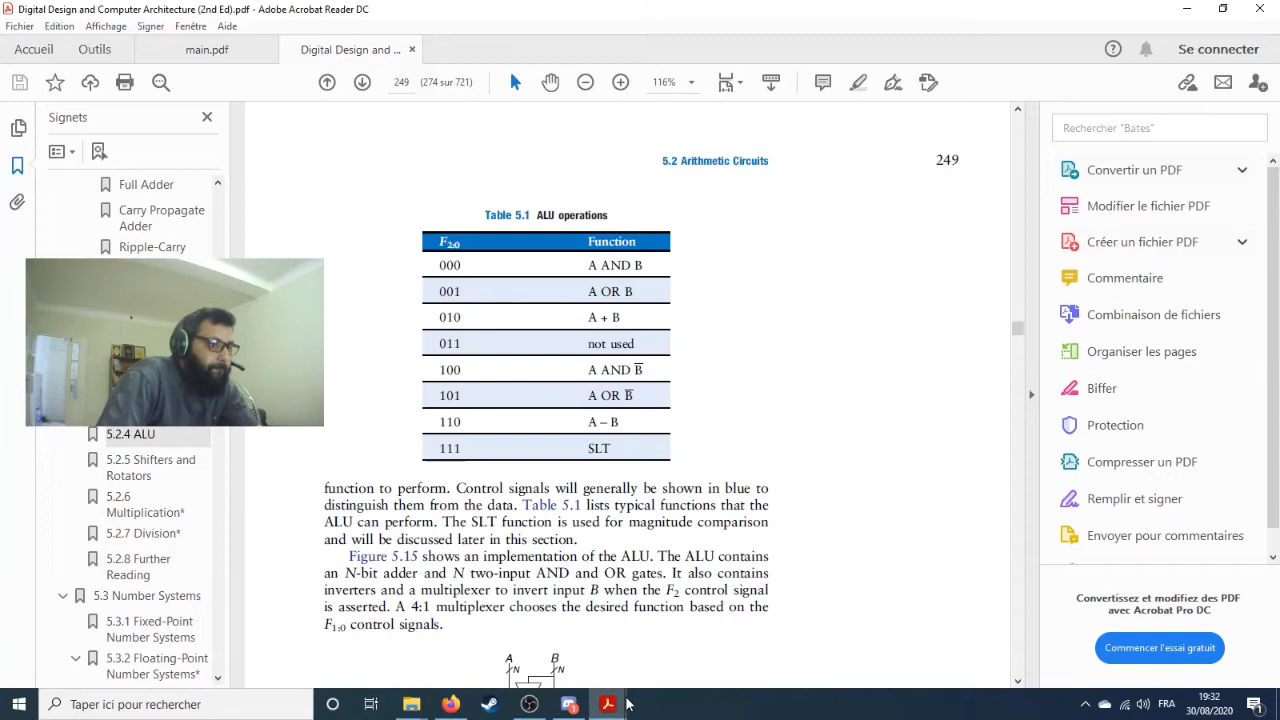 Digital Design and Computer Architecture (2nd Ed).pdf - Adobe Acrobat Reader DC
Fichier Edition Affichage Signer Fenêtre Aide
Accueil Outils main.pdf Digital Design and ... × Se connecter
249 (274 sur 721) 116%
Signets
Full Adder
Carry Propagate
Adder
Ripple-Carry
5.2.4 ALU
5.2.5 Shifters and
Rotators
5.2.6
Multiplication*
5.2.7 Division*
5.2.8 Further
Reading
5.3 Number Systems
5.3.1 Fixed-Point
Number Systems
5.3.2 Floating-Point
Number Systems*
5.2 Arithmetic Circuits 249
Table 5.1 ALU operations
F2:0 Function
000 A AND B
001 A OR B
010 A + B
011 not used
100 A AND B̅
101 A OR B̅
110 A – B
111 SLT
function to perform. Control signals will generally be shown in blue to
distinguish them from the data. Table 5.1 lists typical functions that the
ALU can perform. The SLT function is used for magnitude comparison
and will be discussed later in this section.
Figure 5.15 shows an implementation of the ALU. The ALU contains
an N-bit adder and N two-input AND and OR gates. It also contains
inverters and a multiplexer to invert input B when the F2 control signal
is asserted. A 4:1 multiplexer chooses the desired function based on the
F1:0 control signals.
A B
N N
Rechercher "Bates"
Convertir un PDF
Modifier le fichier PDF
Créer un fichier PDF
Commentaire
Combinaison de fichiers
Organiser les pages
Biffer
Protection
Compresser un PDF
Remplir et signer
Envoyer pour commentaires
Convertissez et modifiez des PDF
avec Acrobat Pro DC
Commencer l'essai gratuit
Taper ici pour rechercher
FRA
19:32
30/08/2020